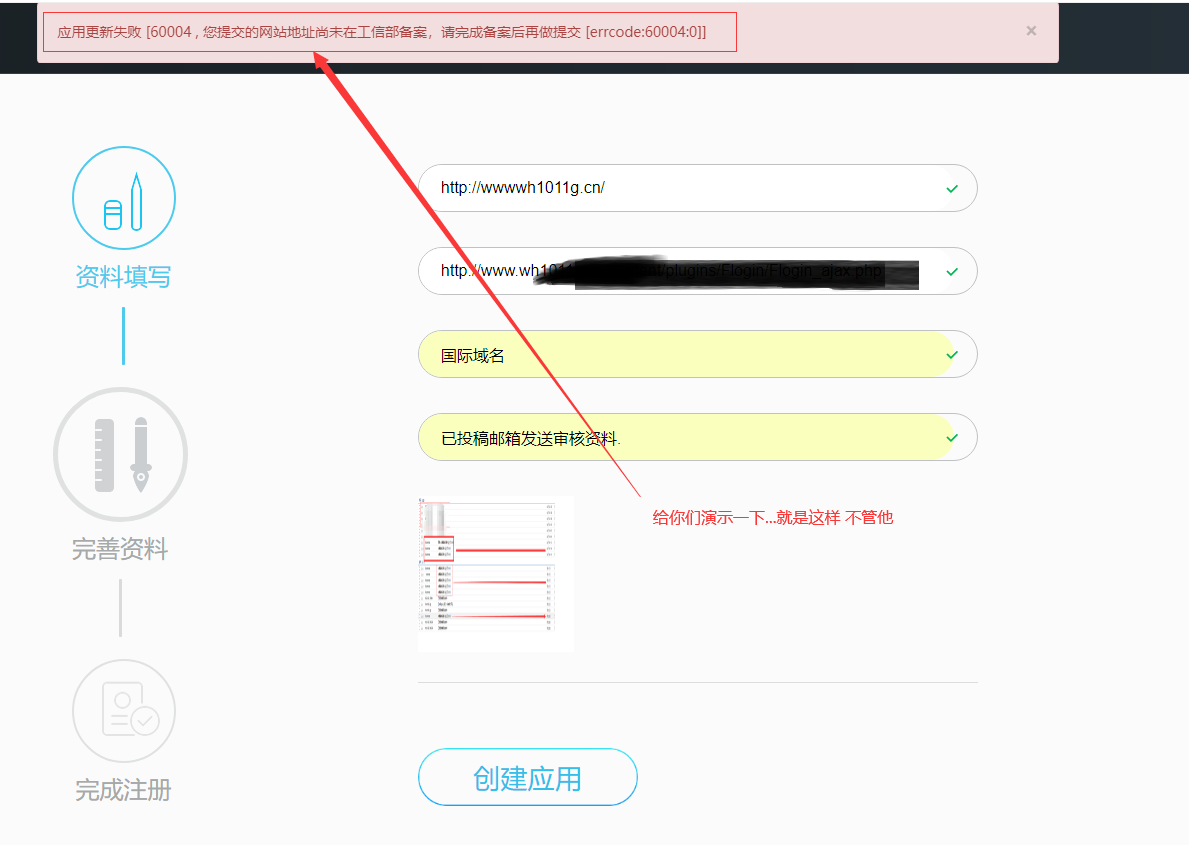 应用更新失败 [60004 , 您提交的网站地址尚未在工信部备案，请完成备案后再做提交 [errcode:60004:0]]
×
http://wwwwh1011g.cn/
http://www.wh1011 t/plugins/Flogin/Flogin_ajax.php
资料填写
国际域名
已投稿邮箱发送审核资料.
给你们演示一下...就是这样 不管他
完善资料
完成注册
创建应用